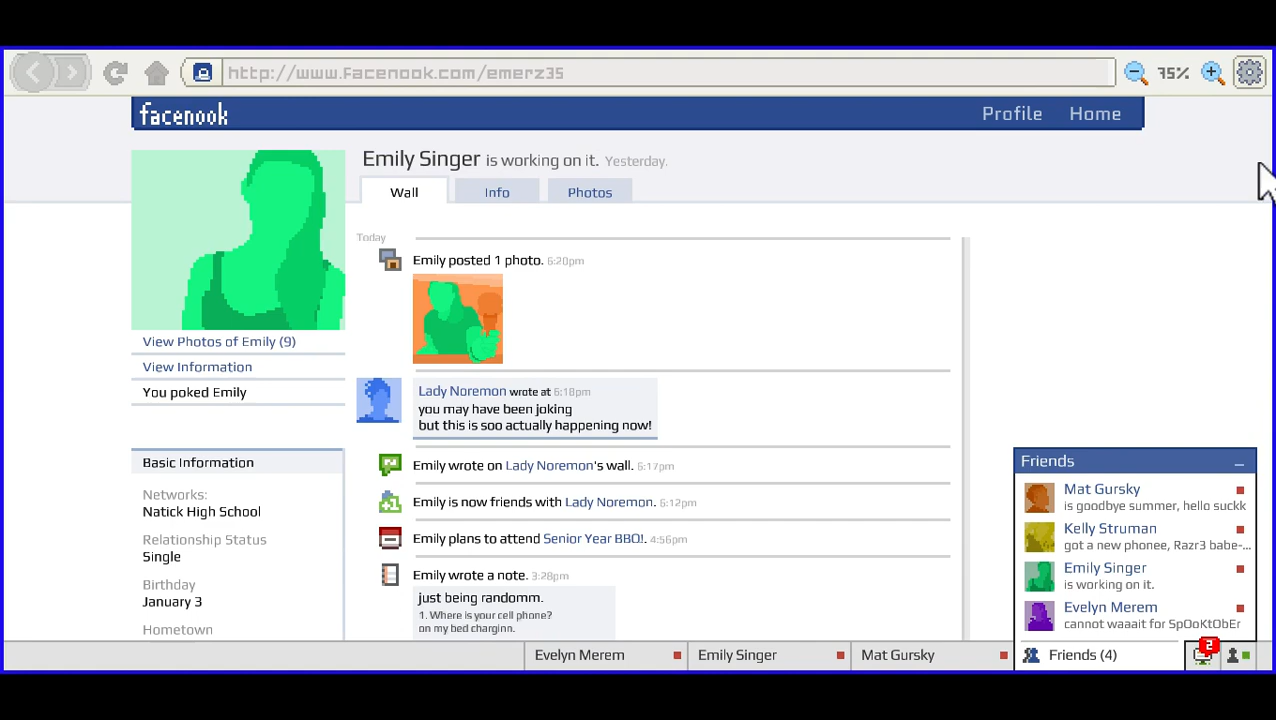 http://www.facenook.com/emerz35
75%
facenook
Profile
Home
Emily Singer is working on it. Yesterday.
Wall
Info
Photos
Today
Emily posted 1 photo. 6:20pm
View Photos of Emily (9)
View Information
You poked Emily
Lady Noremon wrote at 6:18pm
you may have been joking
but this is soo actually happening now!
Basic Information
Networks:
Natick High School
Relationship Status
Single
Birthday
January 3
Hometown
Emily wrote on Lady Noremon's wall. 6:17pm
Emily is now friends with Lady Noremon. 6:12pm
Emily plans to attend Senior Year BBQ!. 4:56pm
Emily wrote a note. 3:28pm
just being randomm.
1. Where is your cell phone?
on my bed charginn.
Friends
Mat Gursky
is goodbye summer, hello suckk
Kelly Struman
got a new phonee, Razr3 babe-...
Emily Singer
is working on it.
Evelyn Merem
cannot waaait for SpOoKtObEr
Evelyn Merem
Emily Singer
Mat Gursky
Friends (4)
2